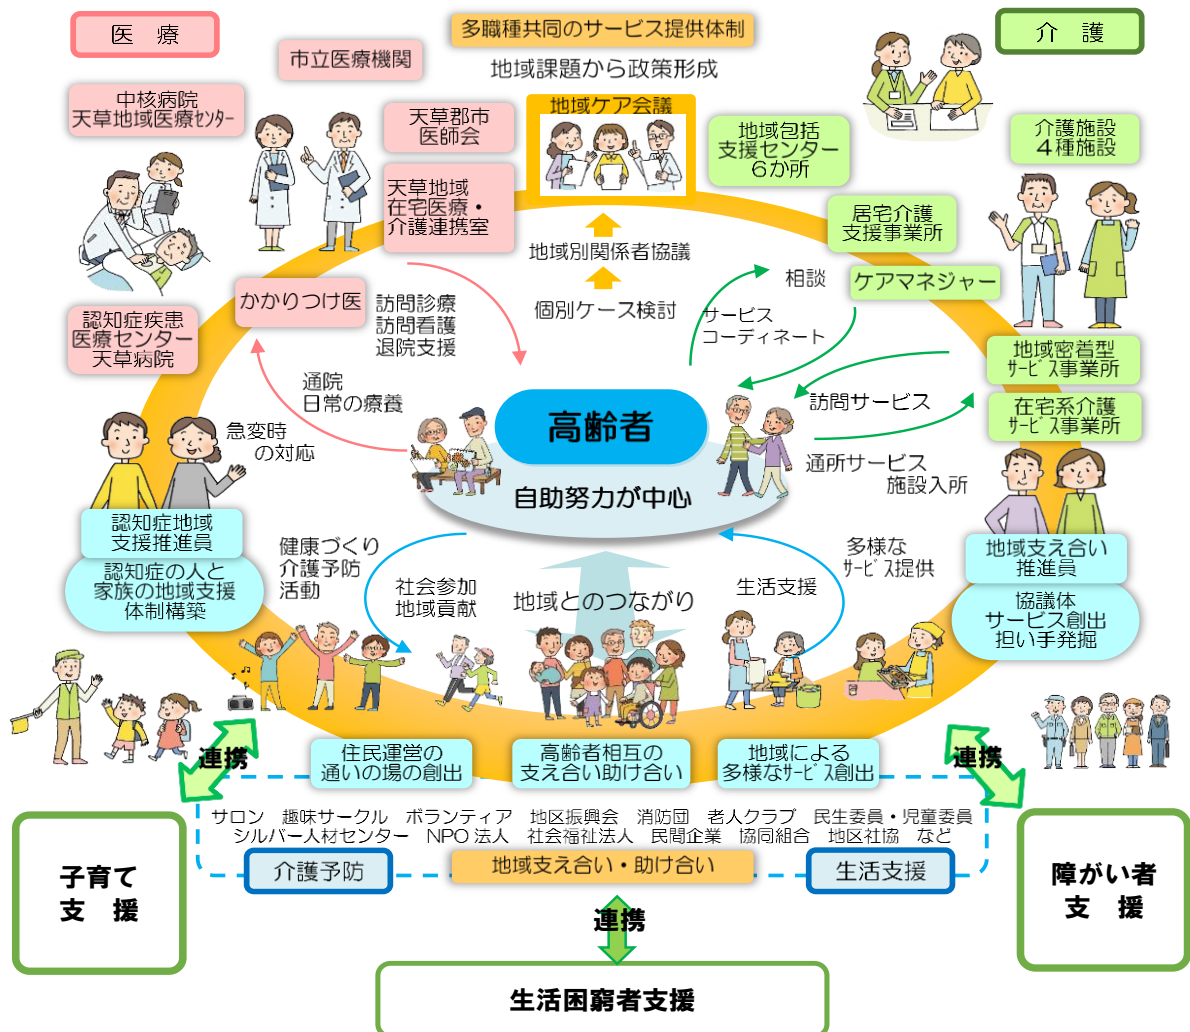 医　療
多職種共同のサービス提供体制
介　護
市立医療機関
地域課題から政策形成
中核病院
天草地域医療ｾﾝﾀｰ
天草郡市
医師会
地域ケア会議
地域包括
支援センター
６か所
介護施設
４種施設
天草地域
在宅医療・
介護連携室
居宅介護
支援事業所
地域別関係者協議
相談
ケアマネジャー
かかりつけ医
訪問診療
訪問看護
退院支援
個別ケース検討
サービス
コーディネート
認知症疾患
医療センター
天草病院
地域密着型
ｻｰﾋﾞｽ事業所
通院
日常の療養
訪問サービス
在宅系介護
ｻｰﾋﾞｽ事業所
急変時
の対応
高齢者
自助努力が中心
通所サービス
施設入所
認知症地域
支援推進員
認知症の人と
家族の地域支援
体制構築
健康づくり
介護予防
活動
社会参加
地域貢献
地域とのつながり
生活支援
多様な
ｻｰﾋﾞｽ提供
地域支え合い
推進員
協議体
サービス創出
担い手発掘
連携
住民運営の
通いの場の創出
高齢者相互の
支え合い助け合い
地域による
多様なｻｰﾋﾞｽ創出
連携
サロン　趣味サークル　ボランティア　地区振興会　消防団　老人クラブ　民生委員・児童委員
シルバー人材センター　NPO法人　社会福祉法人　民間企業　協同組合　地区社協　など
介護予防
地域支え合い・助け合い
生活支援
子育て
支　援
連携
障がい者
支　援
生活困窮者支援